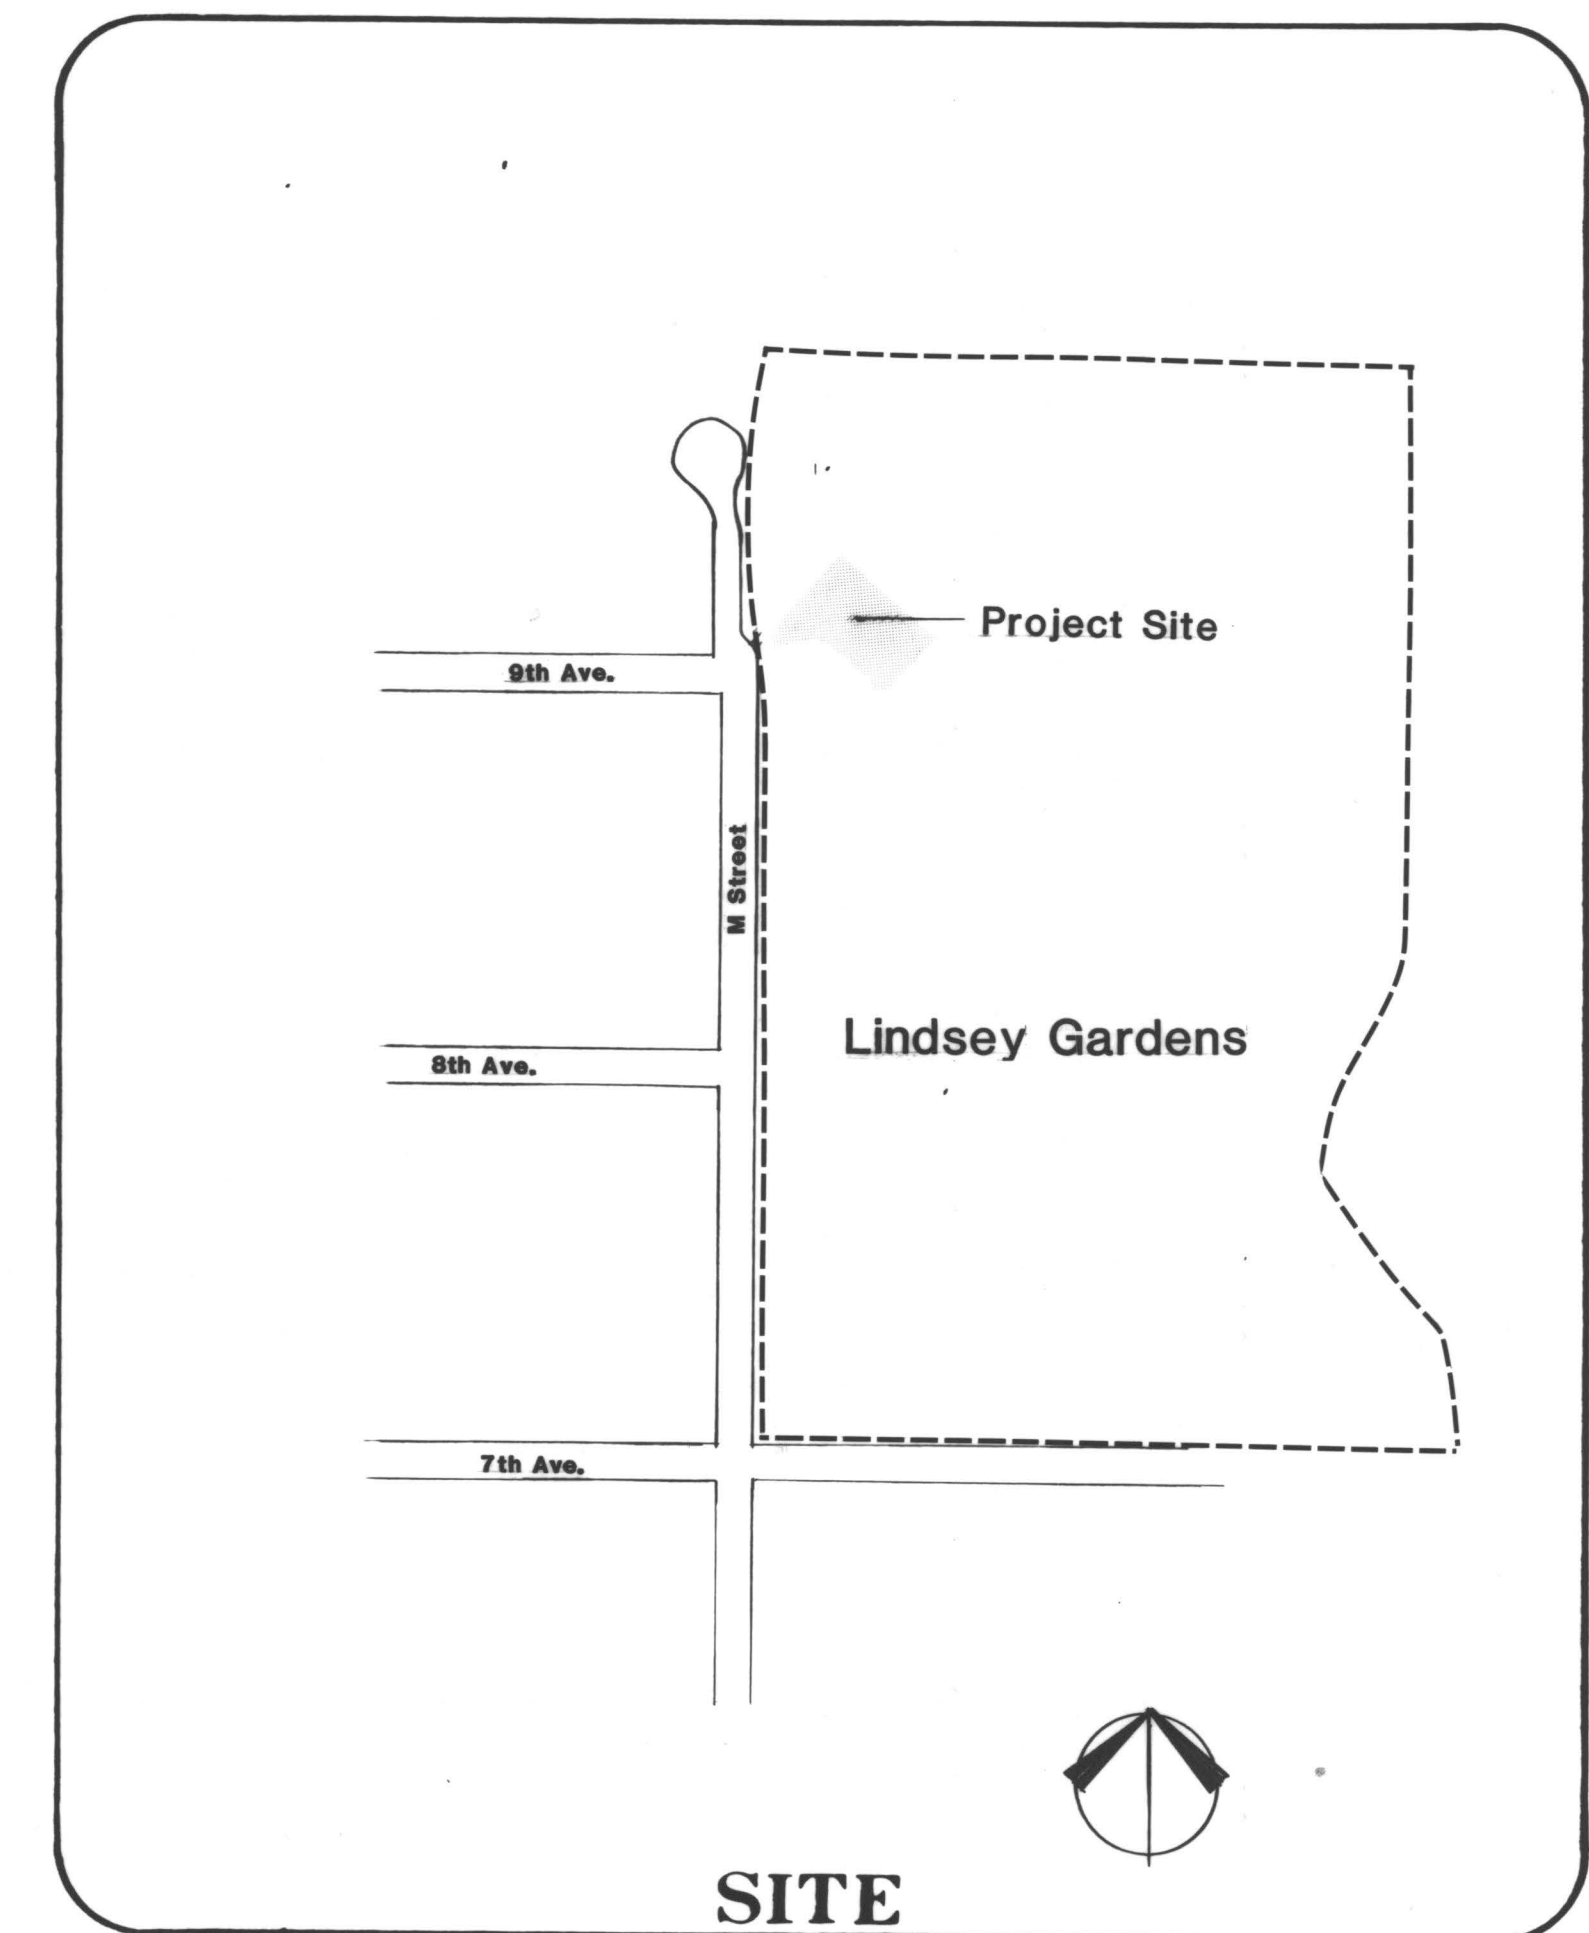 Project Site
9th Ave.
M Street
Lindsey Gardens
8th Ave.
7th Ave.
SITE